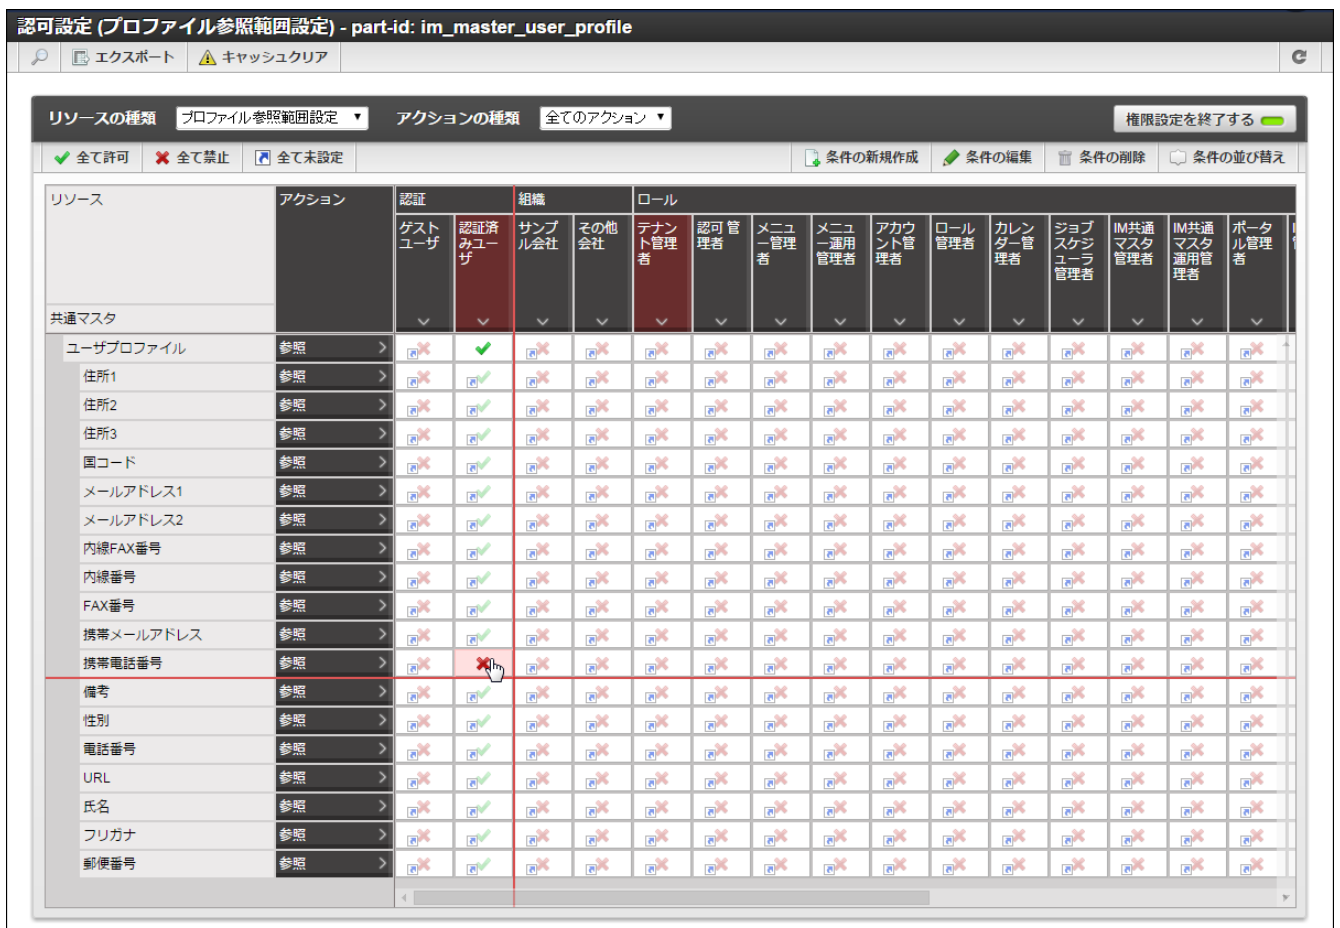 認可設定 (プロファイル参照範囲設定) - part-id: im_master_user_profile
エクスポート キャッシュクリア
リソースの種類 プロファイル参照範囲設定 アクションの種類 全てのアクション 権限設定を終了する
全て許可 全て禁止 全て未設定 条件の新規作成 条件の編集 条件の削除 条件の並び替え
リソース アクション 認証 組織 ロール
ゲストユーザ 認証済みユーザ サンプル会社 その他会社 テナント管理者 認可管理者 メニュー管理者 メニュー運用管理者 アカウント管理者 ロール管理者 カレンダー管理者 ジョブスケジューラ管理者 IM共通マスタ管理者 IM共通マスタ運用管理者 ポータル管理者
共通マスタ
ユーザプロファイル 参照
住所1 参照
住所2 参照
住所3 参照
国コード 参照
メールアドレス1 参照
メールアドレス2 参照
内線FAX番号 参照
内線番号 参照
FAX番号 参照
携帯メールアドレス 参照
携帯電話番号 参照
備考 参照
性別 参照
電話番号 参照
URL 参照
氏名 参照
フリガナ 参照
郵便番号 参照